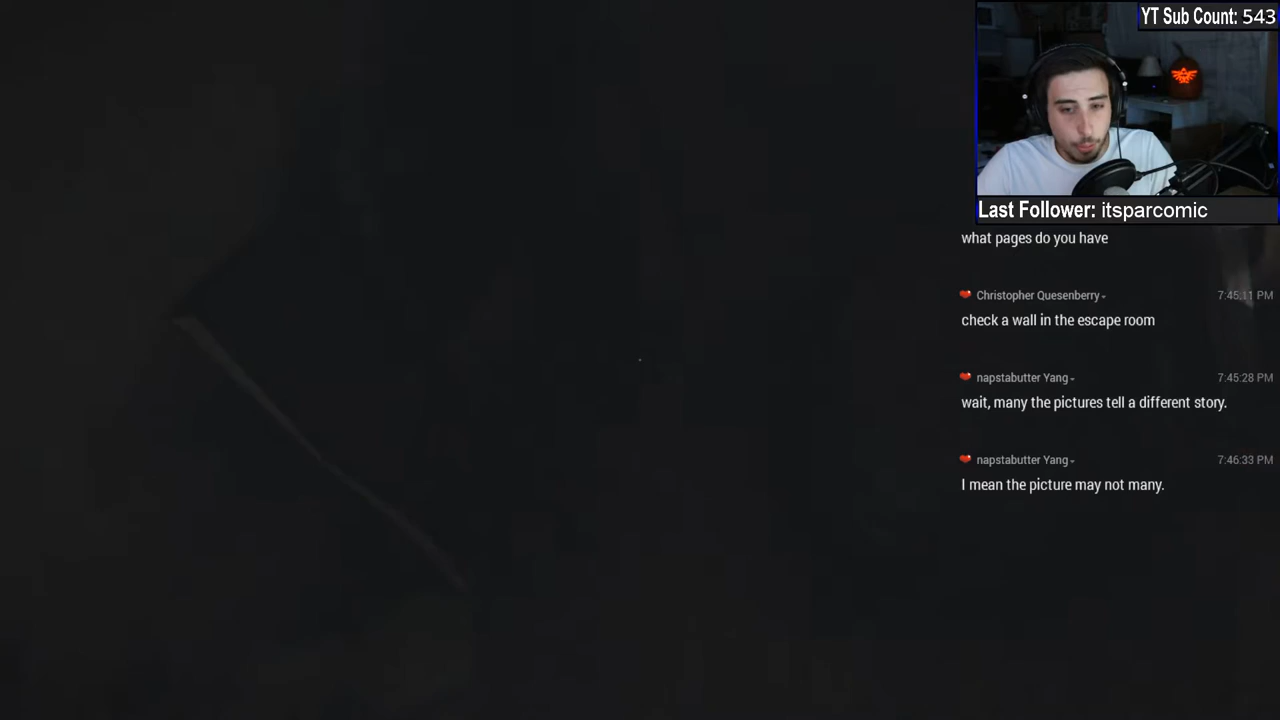 YT Sub Count: 543
Last Follower: itsparcomic
what pages do you have
Christopher Quesenberry 7:45:11 PM
check a wall in the escape room
napstabutter Yang 7:45:28 PM
wait, many the pictures tell a different story.
napstabutter Yang 7:46:33 PM
I mean the picture may not many.